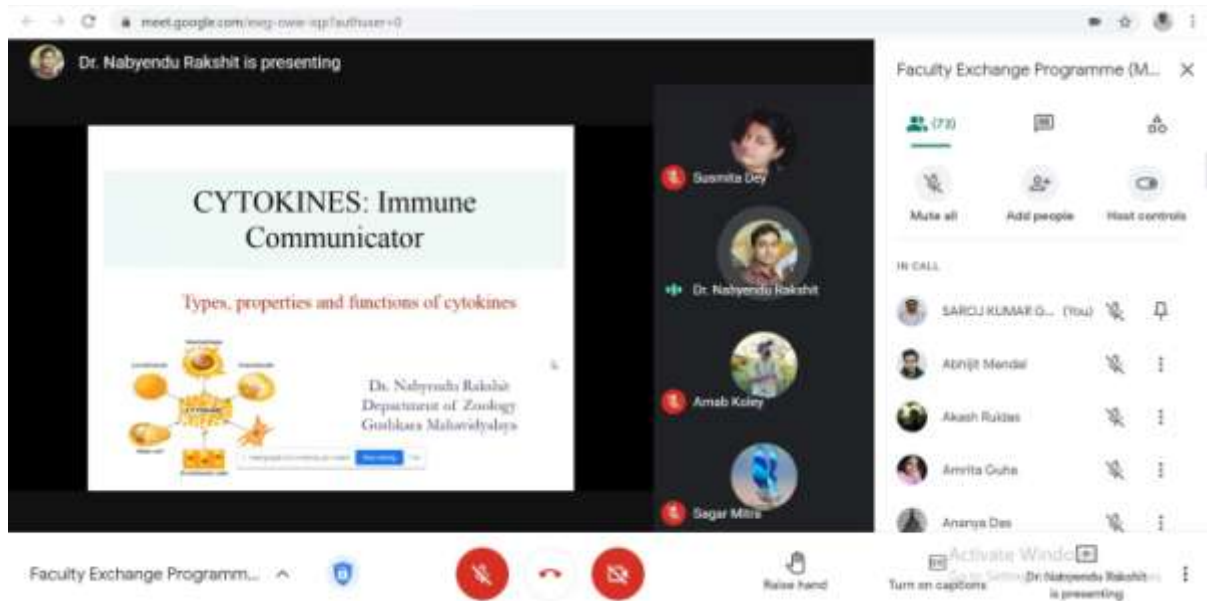 meet.google.com/
Dr. Nabyendu Rakshit is presenting
CYTOKINES: Immune
Communicator
Types, properties and functions of cytokines
CYTOKINE
Dr. Nabyendu Rakshit
Department of Zoology
Gushkara Mahavidyalaya
Susmita Dey
Dr. Nabyendu Rakshit
Arnab Koley
Sagar Mitra
Faculty Exchange Programme (M... X
(73)
Mute all
Add people
Host controls
IN CALL
SAROJ KUMAR G... (You)
Abhijit Mandal
Akash Ruidas
Amrita Guha
Ananya Das
Faculty Exchange Programm...
Raise hand
Turn on captions
Activate Windo
Dr. Nabyendu Rakshit
is presenting